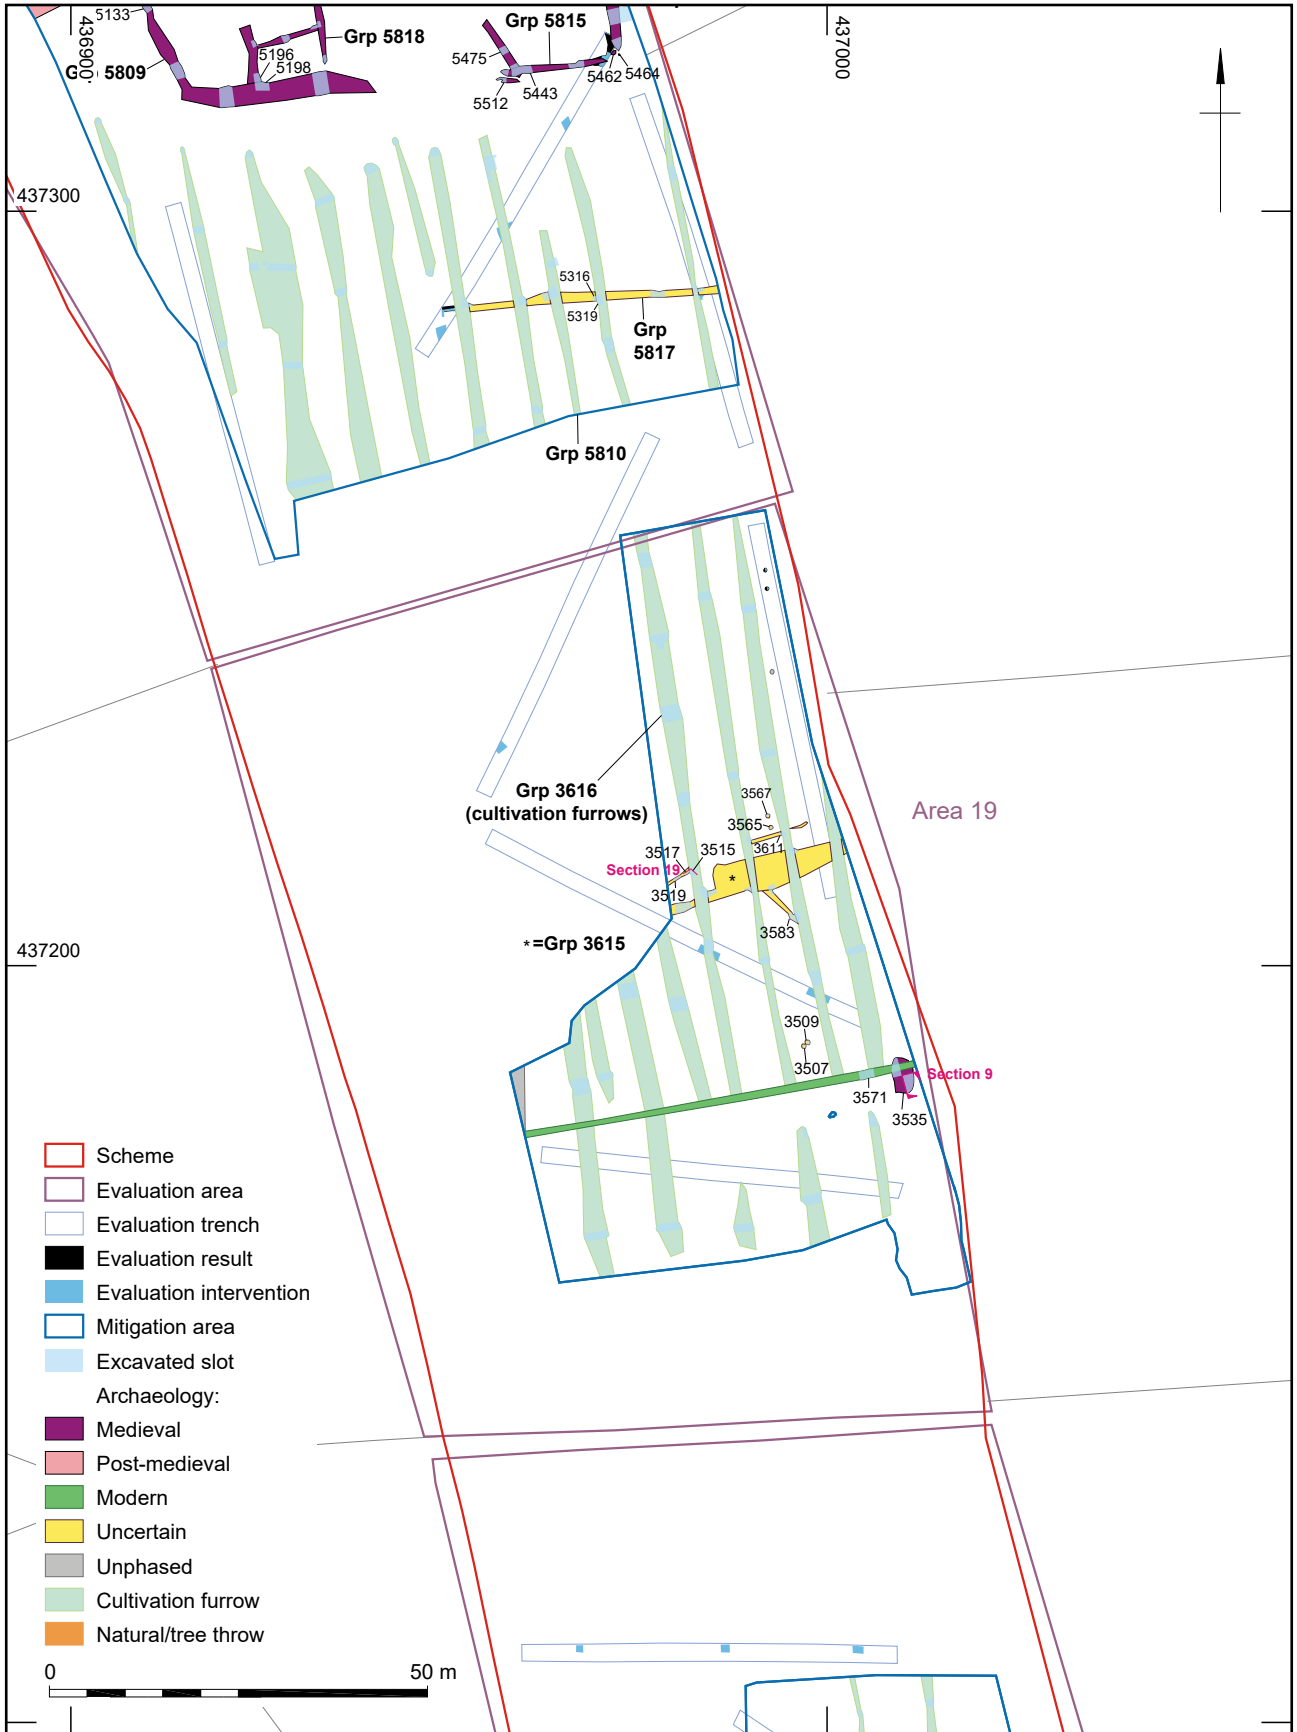 5133
436900
Grp 5809
5196
5198
Grp 5818
Grp 5815
5475
5512
5443
5462
5464
437000
437300
5316
5319
Grp
5817
Grp 5810
Grp 3616
(cultivation furrows)
3567
3565
3611
Area 19
3517
3515
Section 19
3519
3583
*=Grp 3615
*
437200
3509
3507
3571
Section 9
3535
Scheme
Evaluation area
Evaluation trench
Evaluation result
Evaluation intervention
Mitigation area
Excavated slot
Archaeology:
Medieval
Post-medieval
Modern
Uncertain
Unphased
Cultivation furrow
Natural/tree throw
0
50 m